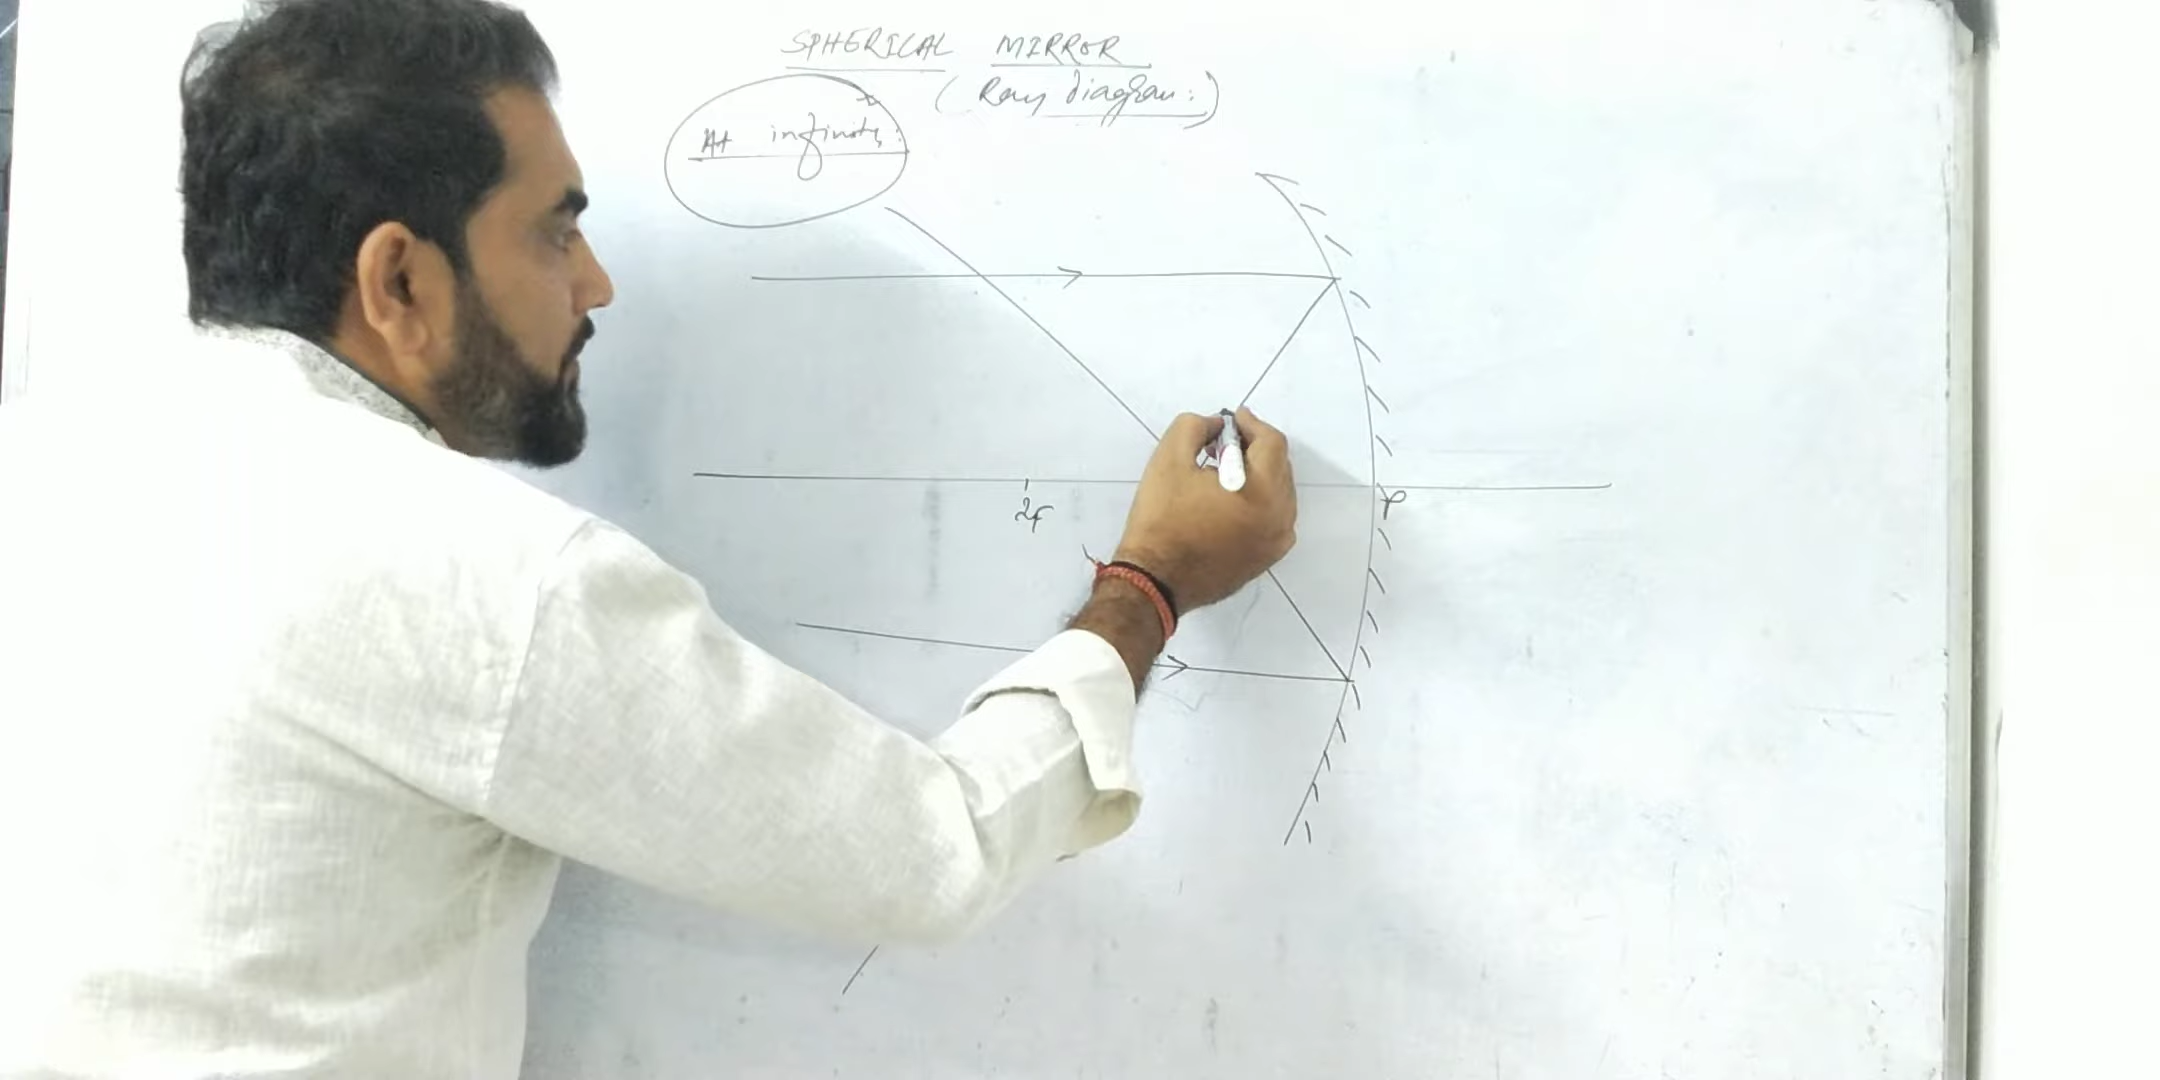 SPHERICAL MIRROR
(Ray diagram:)
At infinity:
2f
P